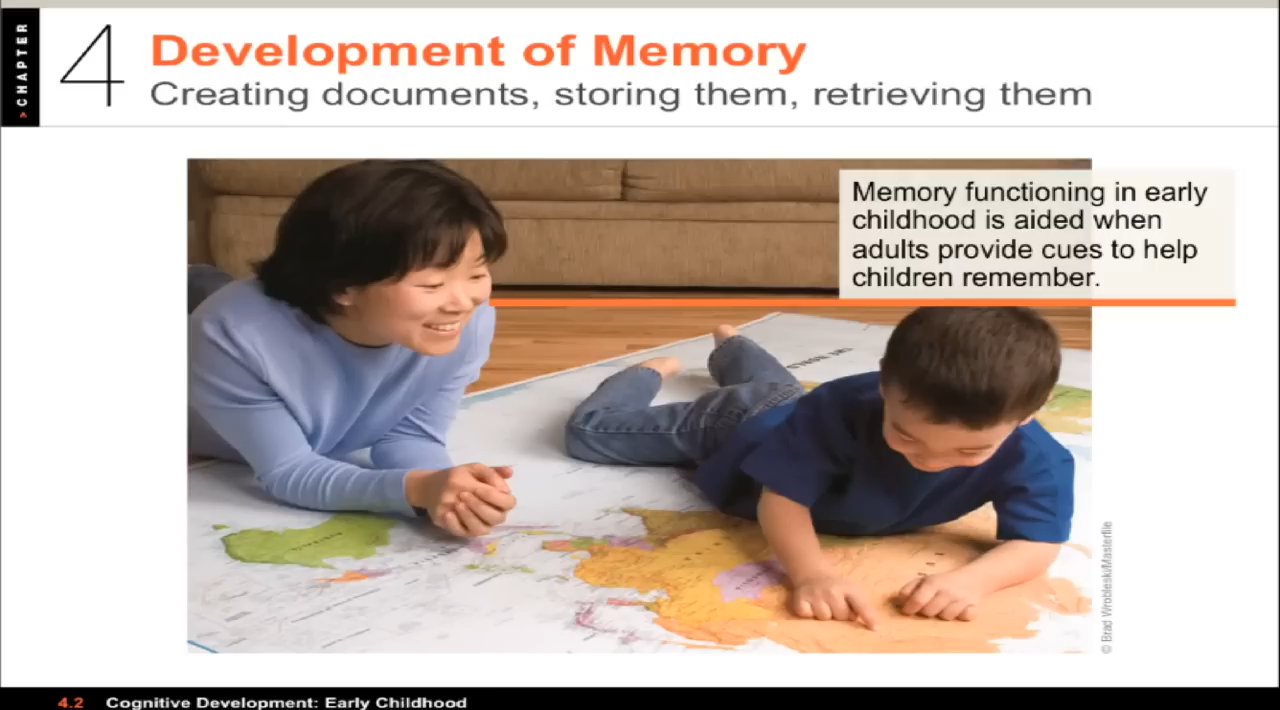 > CHAPTER
4
Development of Memory
Creating documents, storing them, retrieving them
Memory functioning in early
childhood is aided when
adults provide cues to help
children remember.
© Brad Wrobleski/Masterfile
4.2 Cognitive Development: Early Childhood